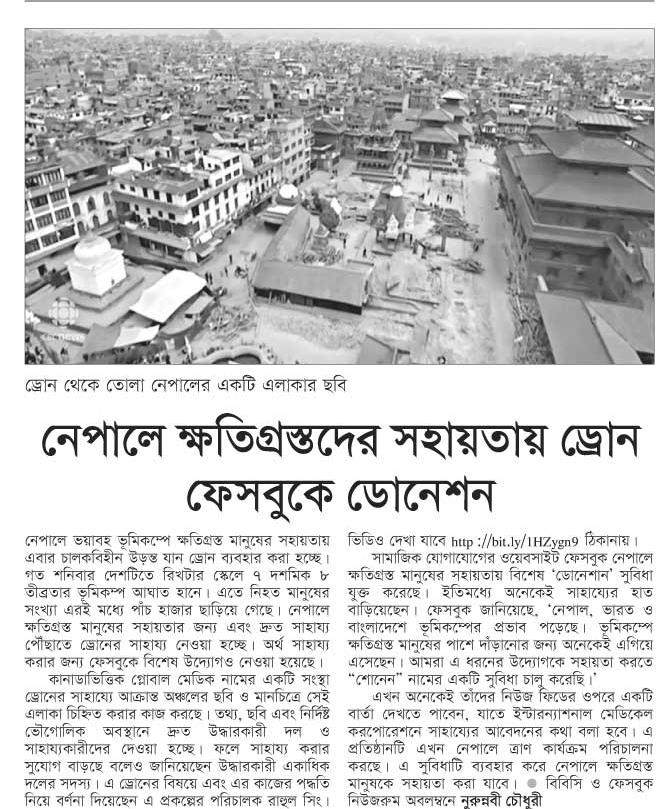 ড্রোন থেকে তোলা নেপালের একটি এলাকার ছবি
নেপালে ক্ষতিগ্রস্তদের সহায়তায় ড্রোন
ফেসবুকে ডোনেশন
নেপালে ভয়াবহ ভূমিকম্পে ক্ষতিগ্রস্ত মানুষের সহায়তায়
এবার চালকবিহীন উড়ন্ত যান ড্রোন ব্যবহার করা হচ্ছে।
গত শনিবার দেশটিতে রিখটার স্কেলে ৭ দশমিক ৮
তীব্রতার ভূমিকম্প আঘাত হানে। এতে নিহত মানুষের
সংখ্যা এরই মধ্যে পাঁচ হাজার ছাড়িয়ে গেছে। নেপালে
ক্ষতিগ্রস্ত মানুষের সহায়তার জন্য এবং দ্রুত সাহায্য
পৌঁছাতে ড্রোনের সাহায্য নেওয়া হচ্ছে। অর্থ সাহায্য
করার জন্য ফেসবুকে বিশেষ উদ্যোগও নেওয়া হয়েছে।
কানাডাভিত্তিক গ্লোবাল মেডিক নামের একটি সংস্থা
ড্রোনের সাহায্যে আক্রান্ত অঞ্চলের ছবি ও মানচিত্রে সেই
এলাকা চিহ্নিত করার কাজ করছে। তথ্য, ছবি এবং নির্দিষ্ট
ভৌগোলিক অবস্থানে দ্রুত উদ্ধারকারী দল ও
সাহায্যকারীদের দেওয়া হচ্ছে। ফলে সাহায্য করার
সুযোগ বাড়ছে বলেও জানিয়েছেন উদ্ধারকারী একাধিক
দলের সদস্য। এ ড্রোনের বিষয়ে এবং এর কাজের পদ্ধতি
নিয়ে বর্ণনা দিয়েছেন এ প্রকল্পের পরিচালক রাহুল সিং।
ভিডিও দেখা যাবে http://bit.ly/1HZygn9 ঠিকানায়।
সামাজিক যোগাযোগের ওয়েবসাইট ফেসবুক নেপালে
ক্ষতিগ্রস্ত মানুষের সহায়তায় বিশেষ ‘ডোনেশান’ সুবিধা
যুক্ত করেছে। ইতিমধ্যে অনেকেই সাহায্যের হাত
বাড়িয়েছেন। ফেসবুক জানিয়েছে, ‘নেপাল, ভারত ও
বাংলাদেশে ভূমিকম্পের প্রভাব পড়েছে। ভূমিকম্পে
ক্ষতিগ্রস্ত মানুষের পাশে দাঁড়ানোর জন্য অনেকেই এগিয়ে
এসেছেন। আমরা এ ধরনের উদ্যোগকে সহায়তা করতে
“শোনেন” নামের একটি সুবিধা চালু করেছি।’
এখন অনেকেই তাঁদের নিউজ ফিডের ওপরে একটি
বার্তা দেখতে পাবেন, যাতে ইন্টারন্যাশনাল মেডিকেল
করপোরেশনে সাহায্যের আবেদনের কথা বলা হবে। এ
প্রতিষ্ঠানটি এখন নেপালে ত্রাণ কার্যক্রম পরিচালনা
করছে। এ সুবিধাটি ব্যবহার করে নেপালে ক্ষতিগ্রস্ত
মানুষকে সহায়তা করা যাবে। ● বিবিসি ও ফেসবুক
নিউজরুম অবলম্বনে নুরুন্নবী চৌধুরী